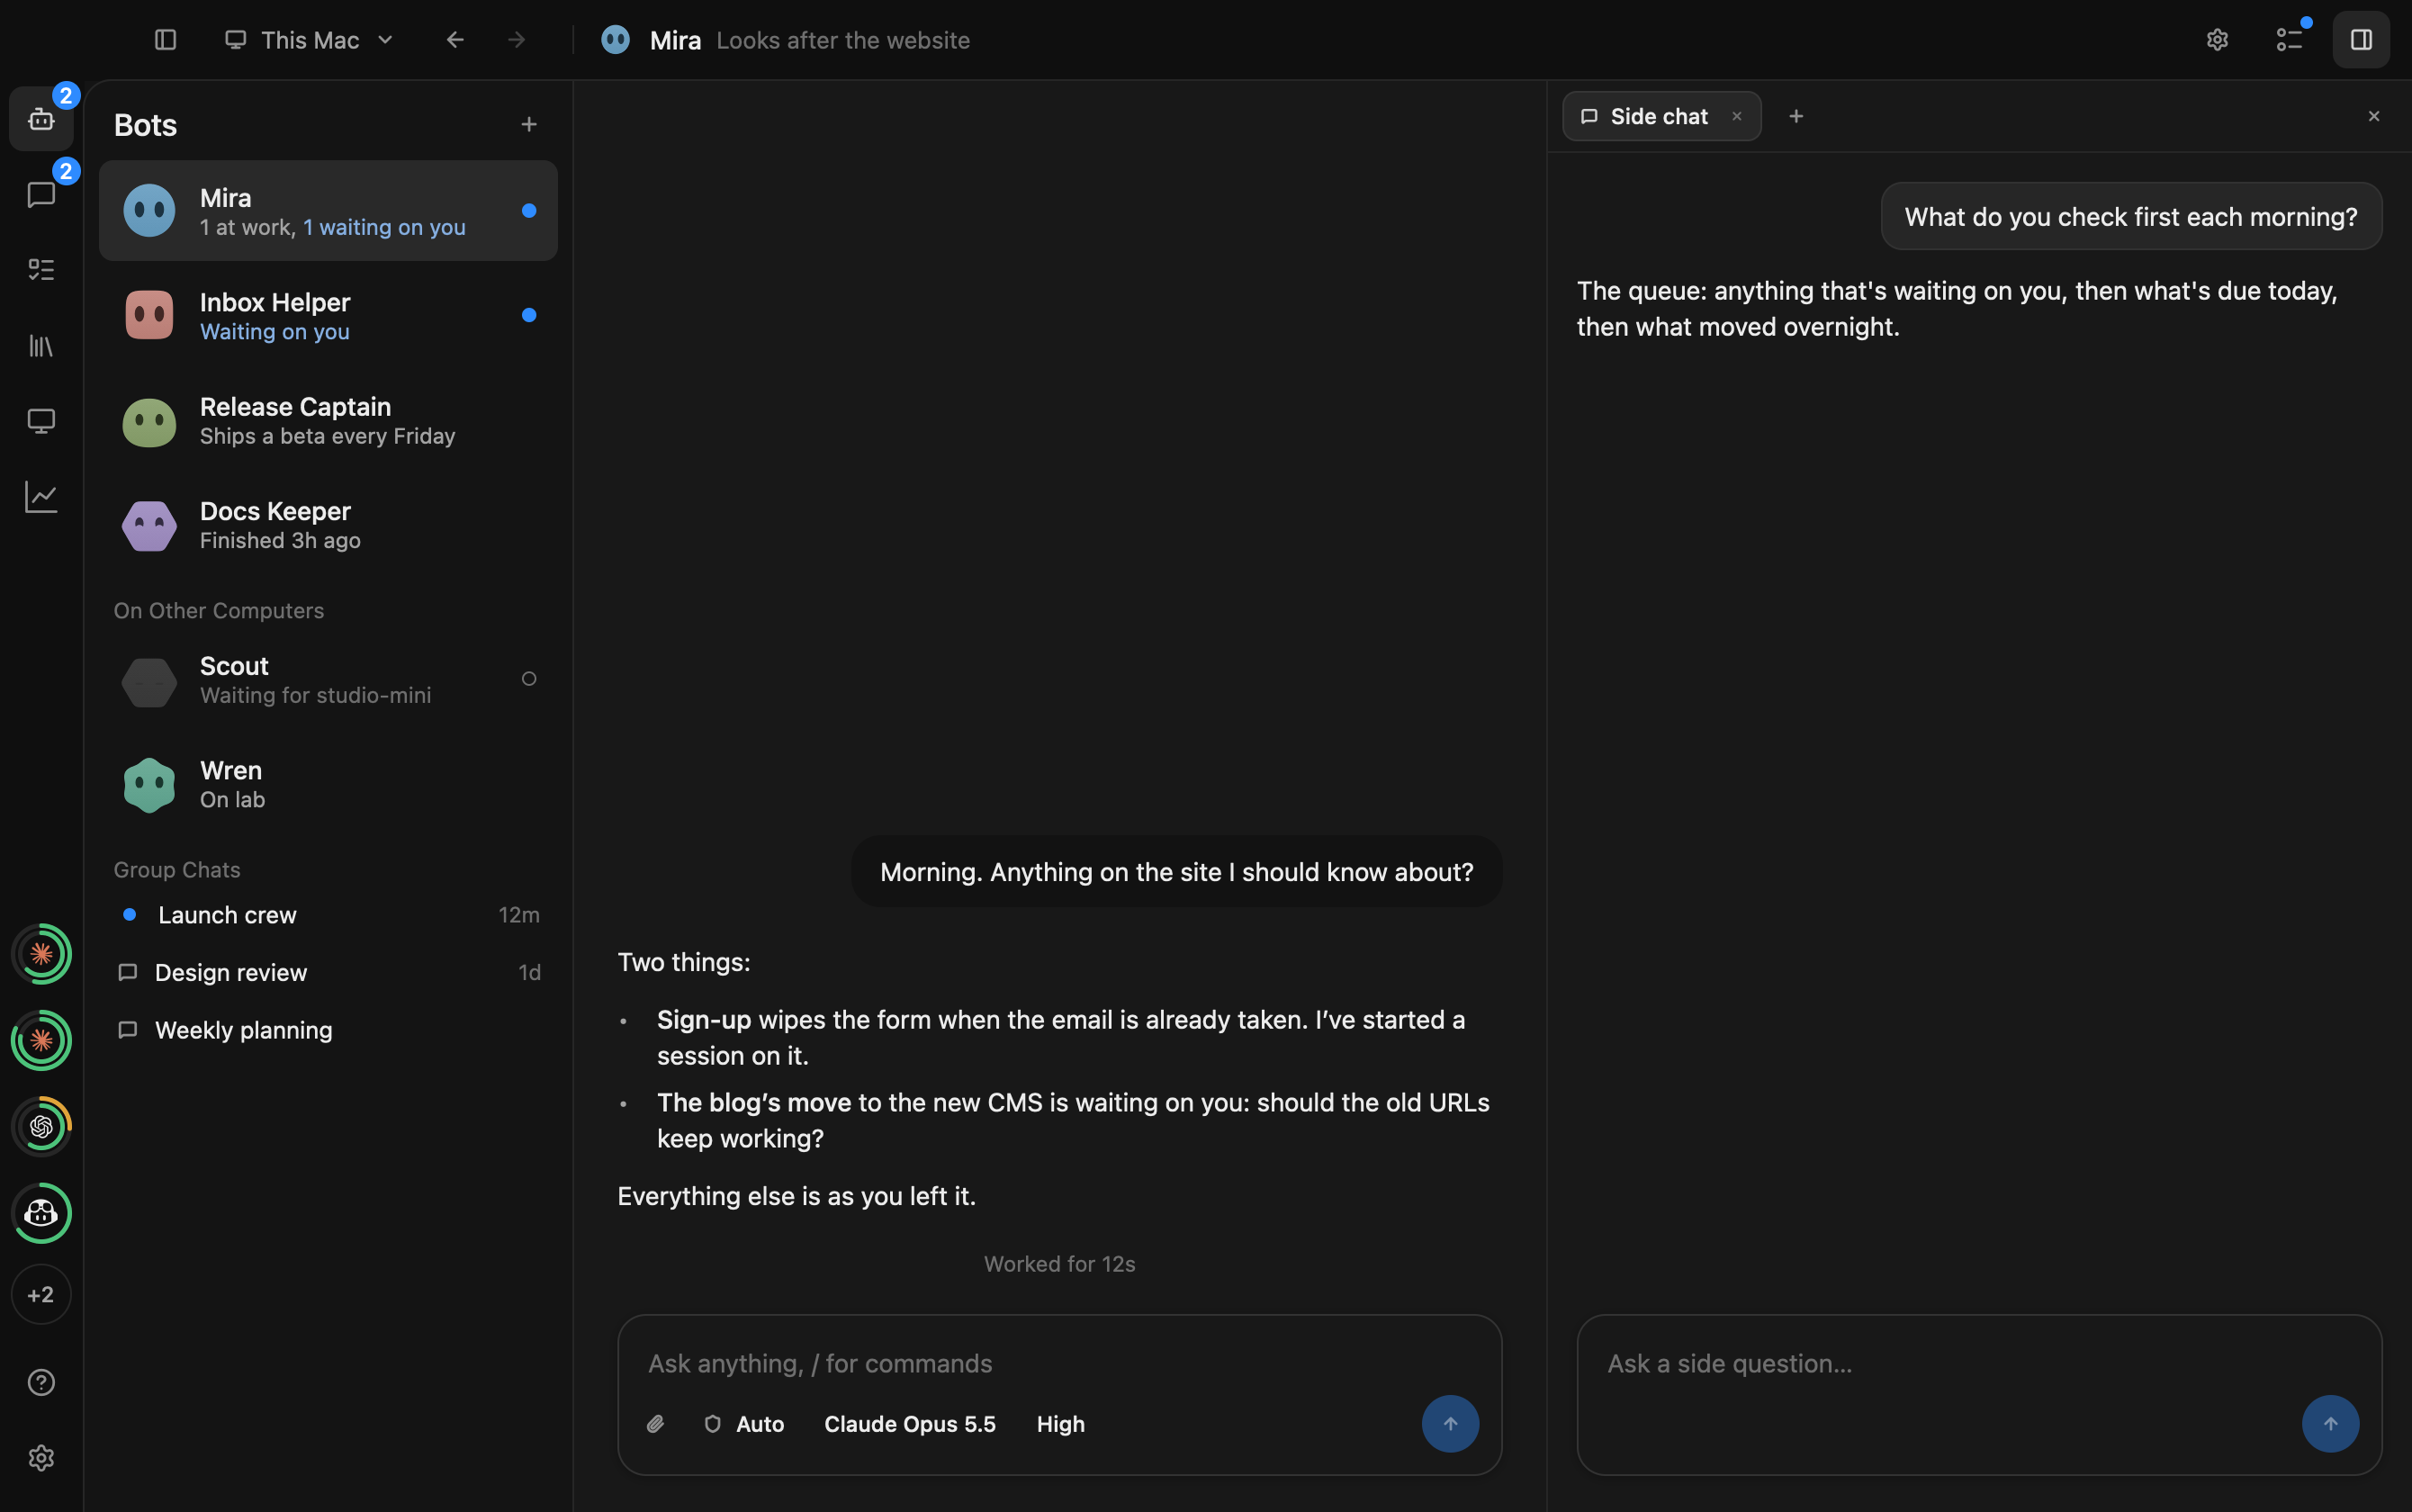 This Mac
Mira Looks after the website
2
2
Bots
Mira
1 at work, 1 waiting on you
Inbox Helper
Waiting on you
Release Captain
Ships a beta every Friday
Docs Keeper
Finished 3h ago
On Other Computers
Scout
Waiting for studio-mini
Wren
On lab
Group Chats
Launch crew 12m
Design review 1d
Weekly planning
+2
Morning. Anything on the site I should know about?
Two things:
• Sign-up wipes the form when the email is already taken. I’ve started a
session on it.
• The blog’s move to the new CMS is waiting on you: should the old URLs
keep working?
Everything else is as you left it.
Worked for 12s
Ask anything, / for commands
Auto Claude Opus 5.5 High
Side chat
What do you check first each morning?
The queue: anything that's waiting on you, then what's due today,
then what moved overnight.
Ask a side question...